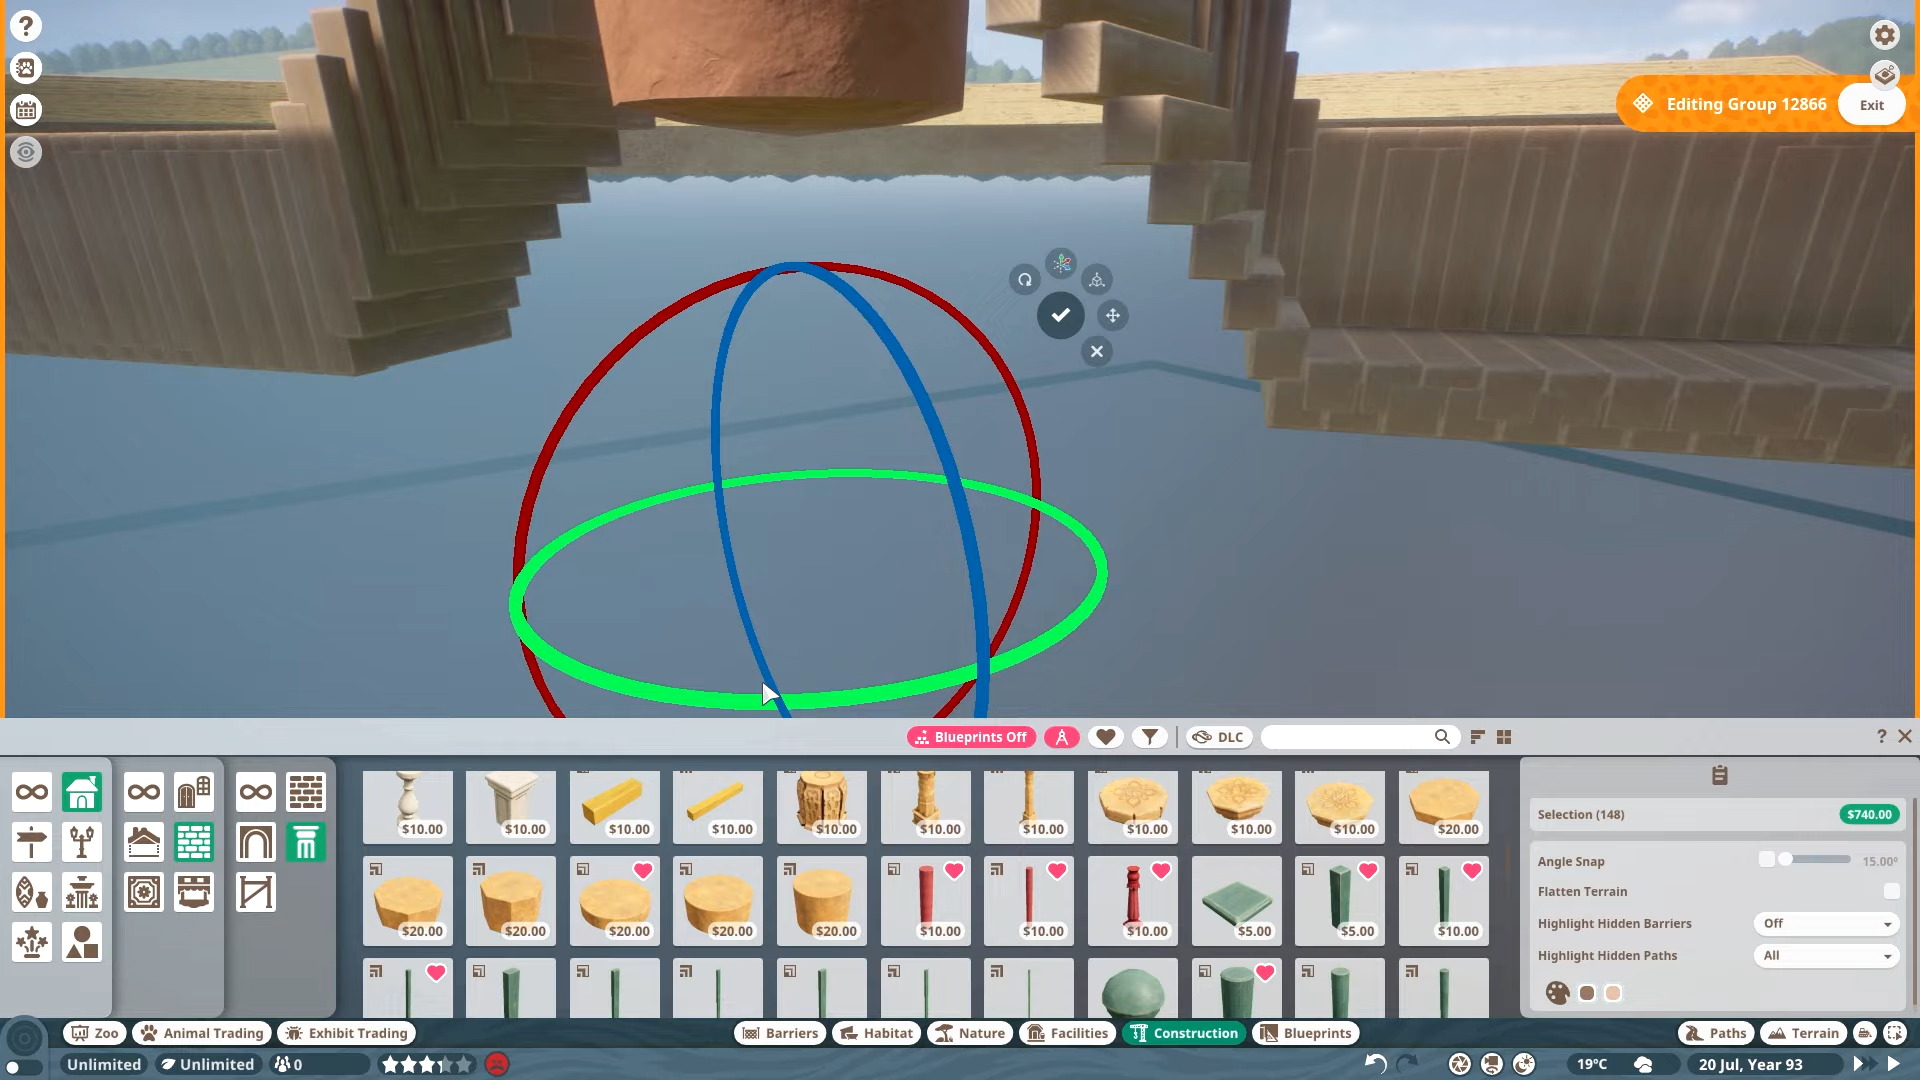 Editing Group 12866
Exit
Blueprints Off
DLC
$10.00 $10.00 $10.00 $10.00 $10.00 $10.00 $10.00 $10.00 $10.00 $10.00 $20.00
$20.00 $20.00 $20.00 $20.00 $20.00 $10.00 $10.00 $10.00 $5.00 $5.00 $10.00
Selection (148)
$740.00
Angle Snap
15.00°
Flatten Terrain
Highlight Hidden Barriers
Off
Highlight Hidden Paths
All
Zoo
Animal Trading
Exhibit Trading
Barriers
Habitat
Nature
Facilities
Construction
Blueprints
Paths
Terrain
Unlimited
Unlimited
0
19°C
20 Jul, Year 93